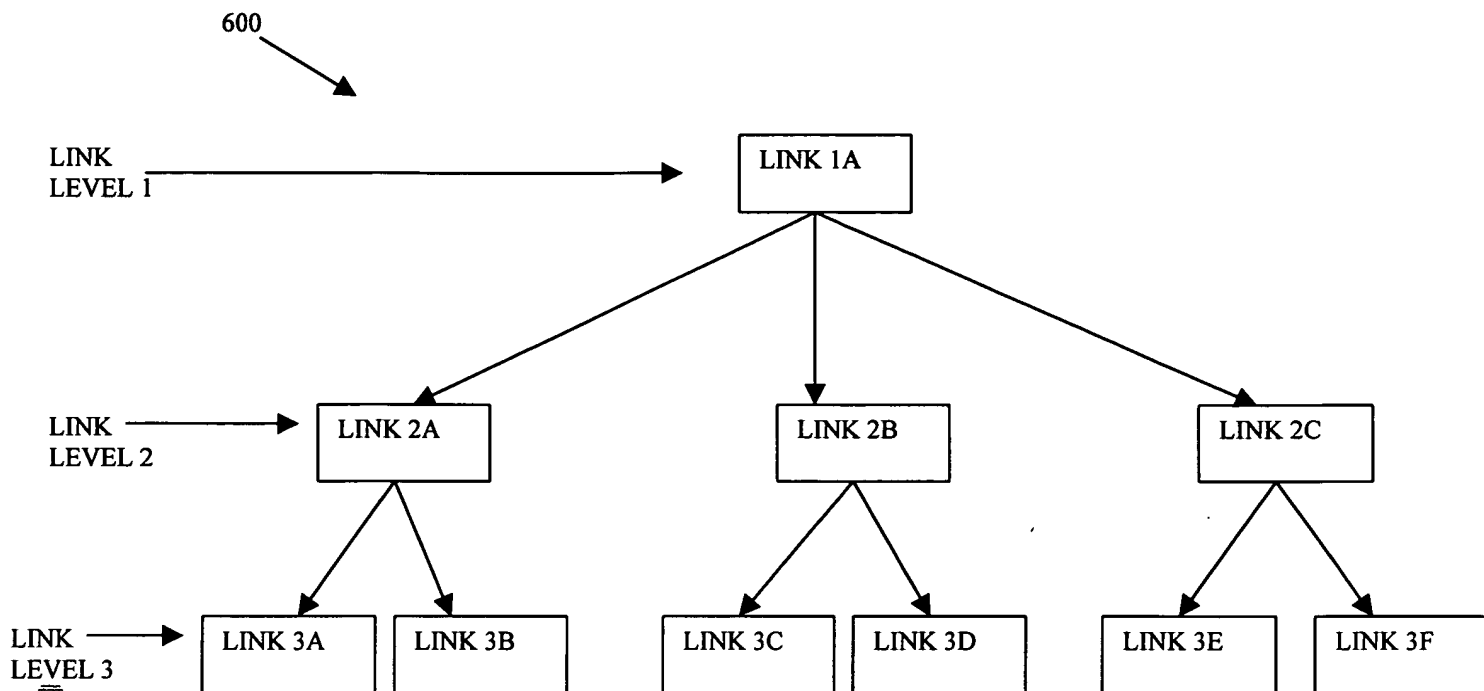 600
LINK
LEVEL 1
LINK 1A
LINK
LEVEL 2
LINK 2A
LINK 2B
LINK 2C
LINK
LEVEL 3
LINK 3A
LINK 3B
LINK 3C
LINK 3D
LINK 3E
LINK 3F